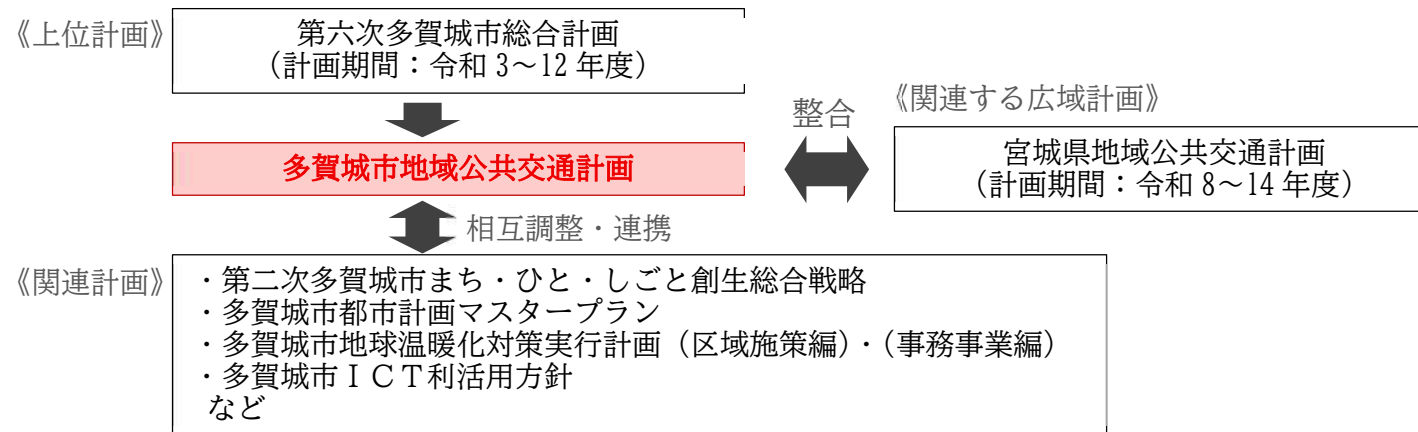 《上位計画》
第六次多賀城市総合計画
（計画期間：令和 3～12 年度）
整合
《関連する広域計画》
多賀城市地域公共交通計画
宮城県地域公共交通計画
（計画期間：令和 8～14 年度）
相互調整・連携
《関連計画》
・第二次多賀城市まち・ひと・しごと創生総合戦略
・多賀城市都市計画マスタープラン
・多賀城市地球温暖化対策実行計画（区域施策編）・（事務事業編）
・多賀城市ＩＣＴ利活用方針
など